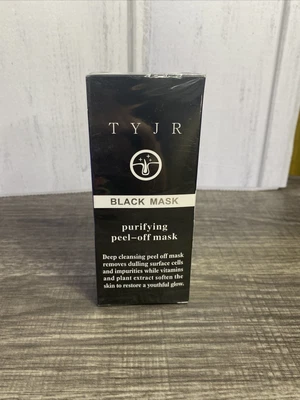 TYJR
BLACK MASK
purifying
peel-off mask
Deep cleansing peel off mask
removes dulling surface cells
and impurities while vitamins
and plant extract soften the
skin to restore a youthful glow.